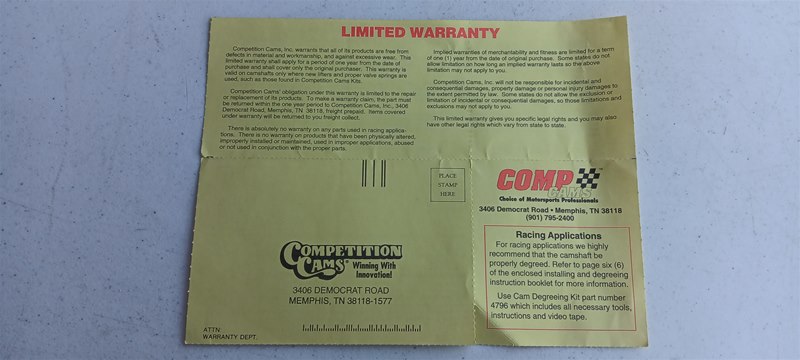 LIMITED WARRANTY
Competition Cams, Inc. warrants that all of its products are free from
defects in material and workmanship, and against excessive wear. This
limited warranty shall apply for a period of one year from the date of
purchase and shall cover only the original purchaser. This warranty is
valid on camshafts only where new lifters and proper valve springs are
used, such as those found in Competition Cams Kits.
Competition Cams' obligation under this warranty is limited to the repair
or replacement of its products. To make a warranty claim, the part must
be returned within the one year period to Competition Cams, Inc., 3406
Democrat Road, Memphis, TN 38118, freight prepaid. Items covered
under warranty will be returned to you freight collect.
There is absolutely no warranty on any parts used in racing applica-
tions. There is no warranty on products that have been physically altered,
improperly installed or maintained, used in improper applications, abused
or not used in conjunction with the proper parts.
Implied warranties of merchantability and fitness are limited for a term
of one (1) year from the date of original purchase. Some states do not
allow limitation on how long an implied warranty lasts so the above
limitation may not apply to you.
Competition Cams, Inc. will not be responsible for incidental and
consequential damages, property damage or personal injury damages to
the extent permitted by law. Some states do not allow the exclusion or
limitation of incidental or consequential damages, so those limitations and
exclusions may not apply to you.
This limited warranty gives you specific legal rights and you may also
have other legal rights which vary from state to state.
PLACE
STAMP
HERE
COMPETITION
CAMS® Winning With
Innovation!
3406 DEMOCRAT ROAD
MEMPHIS, TN 38118-1577
ATTN
WARRANTY DEPT.
COMP
CAMS
Choice of Motorsports Professionals
3406 Democrat Road • Memphis, TN 38118
(901) 795-2400
Racing Applications
For racing applications we highly
recommend that the camshaft be
properly degreed. Refer to page six (6)
of the enclosed installing and degreeing
instruction booklet for more information.
Use Cam Degreeing Kit part number
4796 which includes all necessary tools,
instructions and video tape.